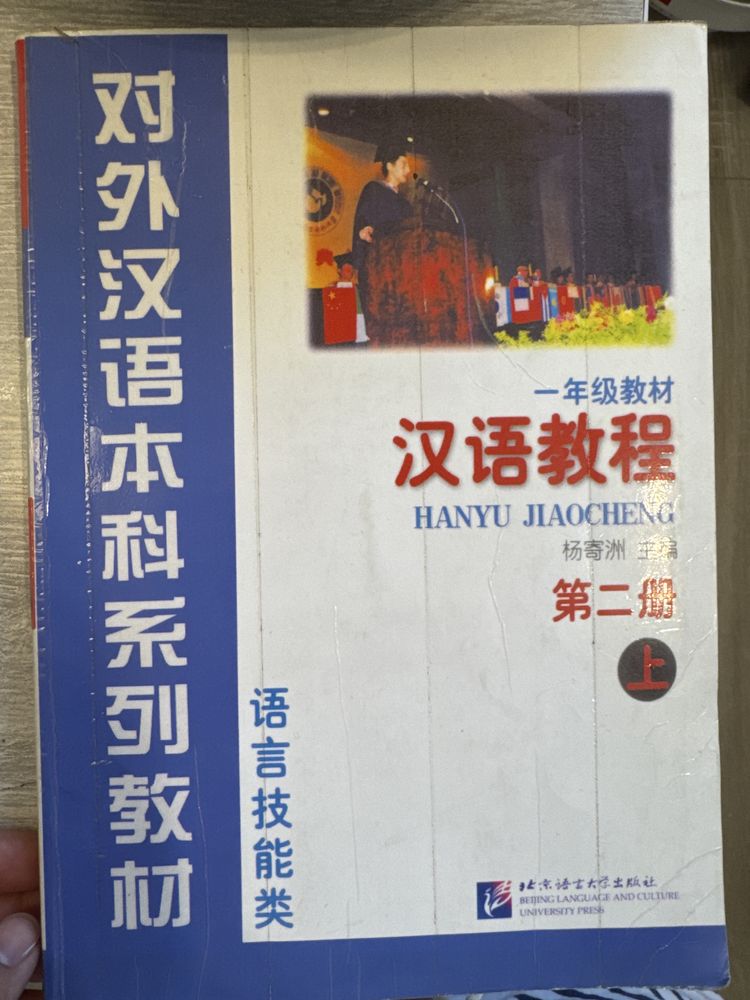 对外汉语本科系列教材
语言技能类
一年级教材
汉语教程
HANYU JIAOCHENG
杨寄洲 主编
第二册
上
北京语言大学出版社
BEIJING LANGUAGE AND CULTURE
UNIVERSITY PRESS